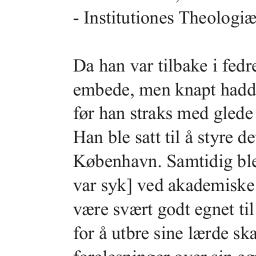 - Institutiones Theologiæ
Da han var tilbake i fedre
embede, men knapt hadd
før han straks med glede
Han ble satt til å styre de
København. Samtidig ble
var syk] ved akademiske
være svært godt egnet til
for å utbre sine lærde ska